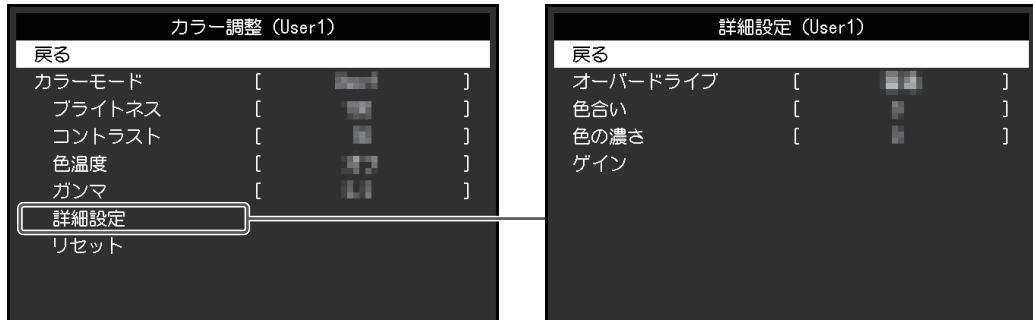 カラー調整（User1）
戻る
カラーモード [ ]
ブライトネス [ ]
コントラスト [ ]
色温度 [ ]
ガンマ [ ]
詳細設定
リセット
詳細設定（User1）
戻る
オーバードライブ [ ]
色合い [ ]
色の濃さ [ ]
ゲイン